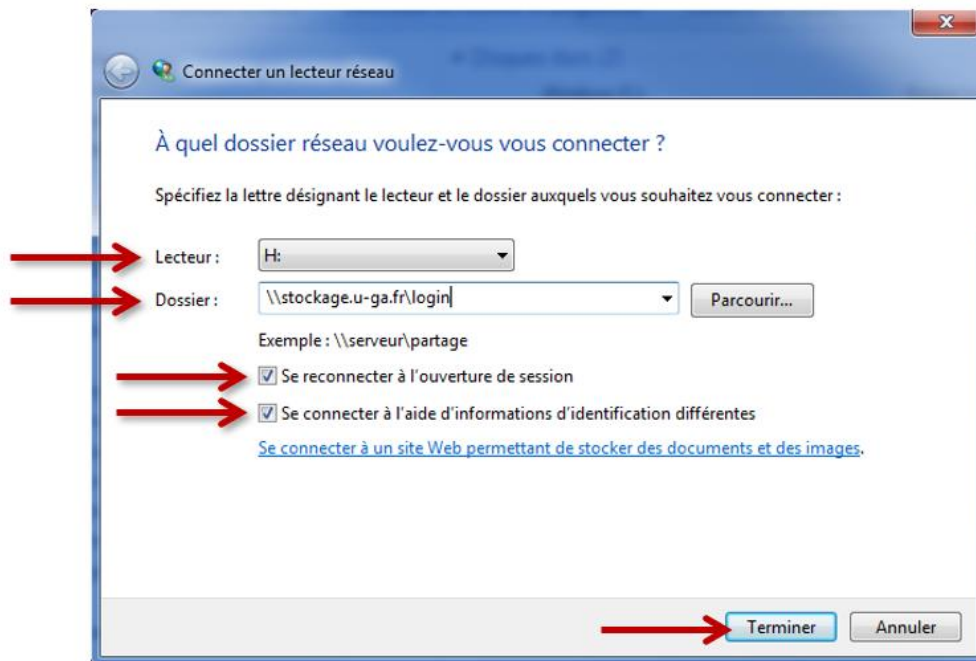 Connecter un lecteur réseau
À quel dossier réseau voulez-vous vous connecter ?
Spécifiez la lettre désignant le lecteur et le dossier auxquels vous souhaitez vous connecter :
Lecteur : H:
Dossier : \\stockage.u-ga.fr\login Parcourir...
Exemple : \\serveur\partage
Se reconnecter à l'ouverture de session
Se connecter à l'aide d'informations d'identification différentes
Se connecter à un site Web permettant de stocker des documents et des images.
Terminer Annuler